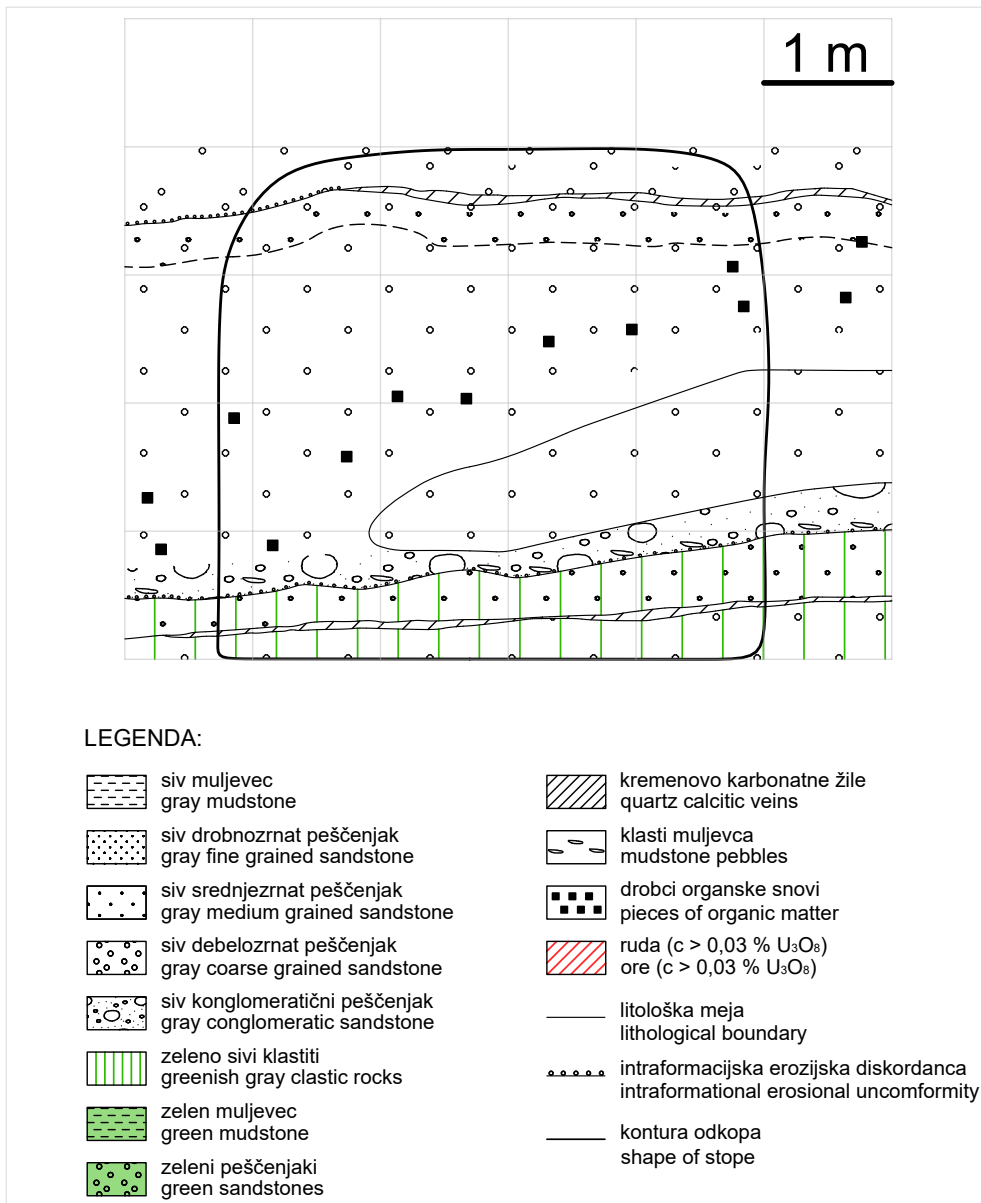 1 m
LEGENDA:
siv muljevec
gray mudstone
siv drobnozrnat peščenjak
gray fine grained sandstone
siv srednjezrnat peščenjak
gray medium grained sandstone
siv debelozrnat peščenjak
gray coarse grained sandstone
siv konglomeratični peščenjak
gray conglomeratic sandstone
zeleno sivi klastiti
greenish gray clastic rocks
zelen muljevec
green mudstone
zeleni peščenjaki
green sandstones
kremenovo karbonatne žile
quartz calcitic veins
klasti muljevca
mudstone pebbles
drobci organske snovi
pieces of organic matter
ruda (c > 0,03 % U₃O₈)
ore (c > 0,03 % U₃O₈)
litološka meja
lithological boundary
intraformacijska erozijska diskordanca
intraformational erosional uncomformity
kontura odkopa
shape of stope